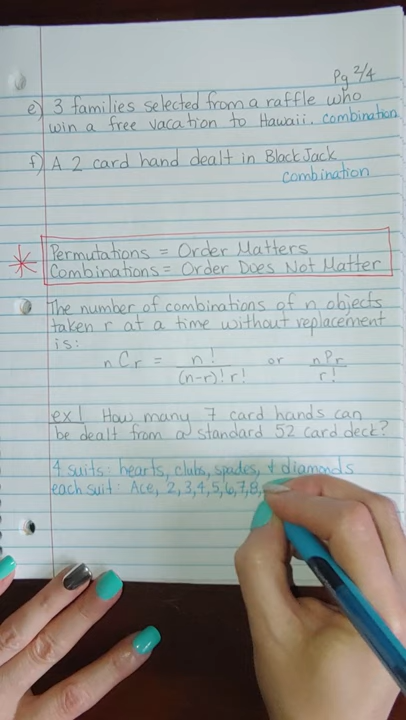 Pg 2/4
e) 3 families selected from a raffle who
win a free vacation to Hawaii. combination
f) A 2 card hand dealt in BlackJack
combination
Permutations = Order Matters
Combinations = Order Does Not Matter
The number of combinations of n objects
taken r at a time without replacement
is:
nCr = n!/(n-r)!r! or nPr/r!
ex| How many 7 card hands can
be dealt from a standard 52 card deck?
4 suits: hearts, clubs, spades, + diamonds
each suit: Ace, 2,3,4,5,6,7,8,